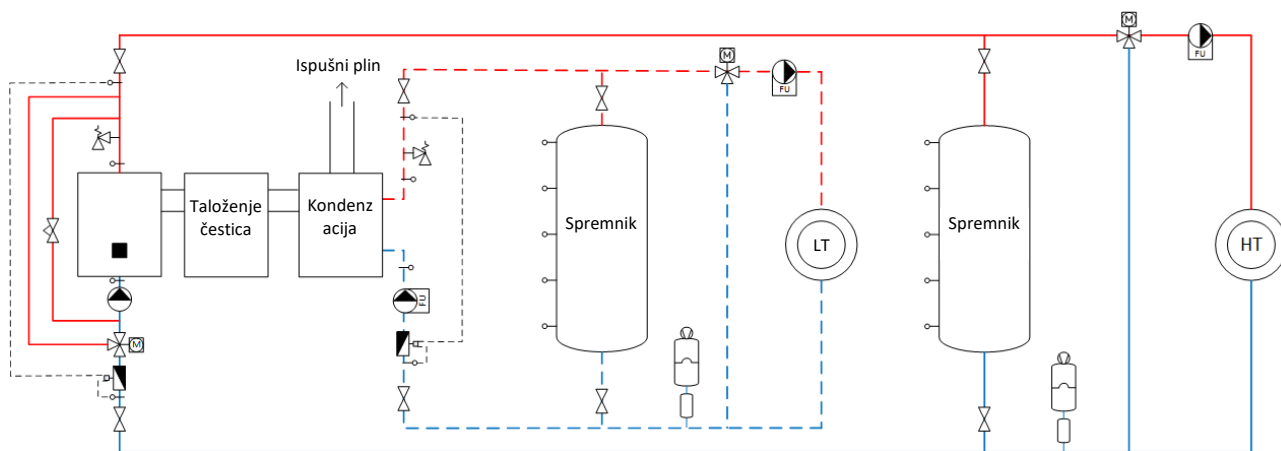 M
FU
Ispušni plin
M
FU
Taloženje
čestica
Kondenz
acija
Spremnik
LT
Spremnik
HT
FU
M